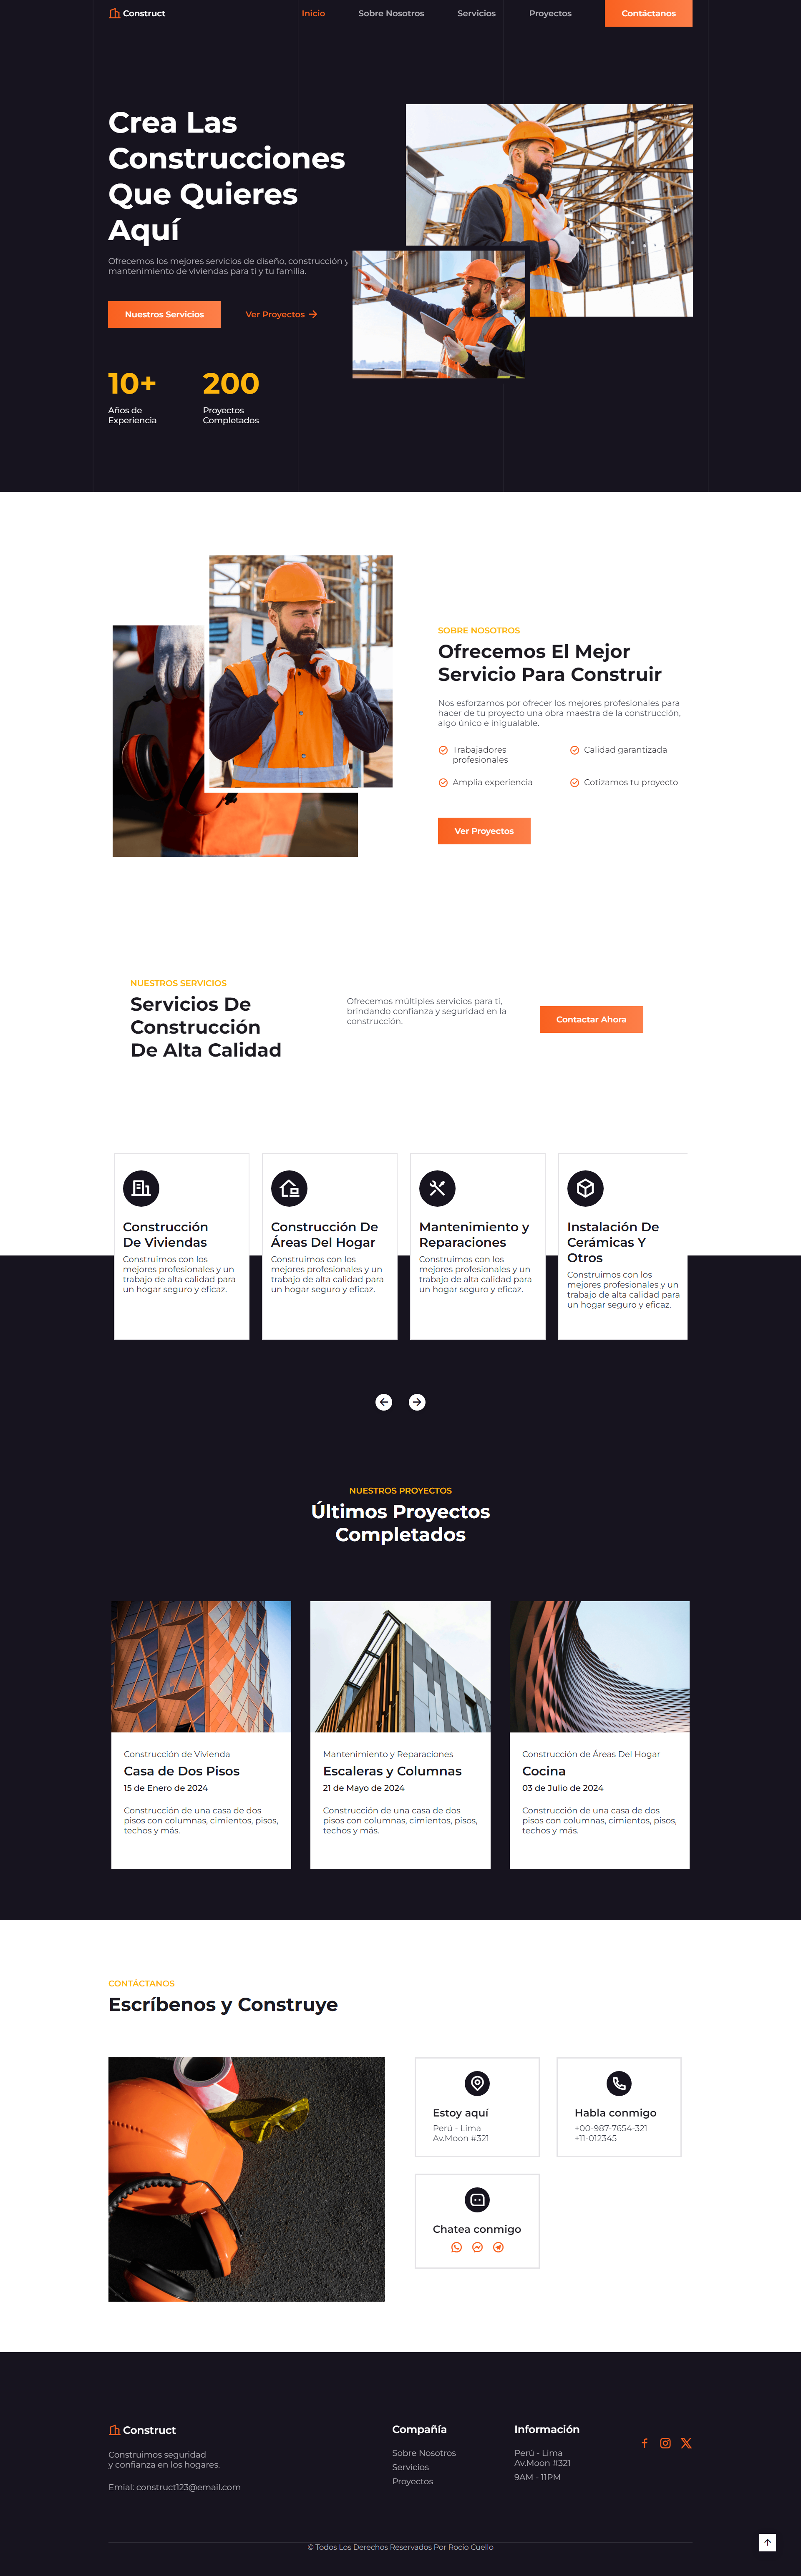 Construct
Inicio
Sobre Nosotros
Servicios
Proyectos
Contáctanos
Crea Las
Construcciones
Que Quieres
Aquí
Ofrecemos los mejores servicios de diseño, construcción y
mantenimiento de viviendas para ti y tu familia.
Nuestros Servicios
Ver Proyectos
10+
Años de
Experiencia
200
Proyectos
Completados
SOBRE NOSOTROS
Ofrecemos El Mejor
Servicio Para Construir
Nos esforzamos por ofrecer los mejores profesionales para
hacer de tu proyecto una obra maestra de la construcción,
algo único e inigualable.
Trabajadores
profesionales
Calidad garantizada
Amplia experiencia
Cotizamos tu proyecto
Ver Proyectos
NUESTROS SERVICIOS
Servicios De
Construcción
De Alta Calidad
Ofrecemos múltiples servicios para ti,
brindando confianza y seguridad en la
construcción.
Contactar Ahora
Construcción
De Viviendas
Construimos con los
mejores profesionales y un
trabajo de alta calidad para
un hogar seguro y eficaz.
Construcción De
Áreas Del Hogar
Construimos con los
mejores profesionales y un
trabajo de alta calidad para
un hogar seguro y eficaz.
Mantenimiento y
Reparaciones
Construimos con los
mejores profesionales y un
trabajo de alta calidad para
un hogar seguro y eficaz.
Instalación De
Cerámicas Y
Otros
Construimos con los
mejores profesionales y un
trabajo de alta calidad para
un hogar seguro y eficaz.
NUESTROS PROYECTOS
Últimos Proyectos
Completados
Construcción de Vivienda
Casa de Dos Pisos
15 de Enero de 2024
Construcción de una casa de dos
pisos con columnas, cimientos, pisos,
techos y más.
Mantenimiento y Reparaciones
Escaleras y Columnas
21 de Mayo de 2024
Construcción de una casa de dos
pisos con columnas, cimientos, pisos,
techos y más.
Construcción de Áreas Del Hogar
Cocina
03 de Julio de 2024
Construcción de una casa de dos
pisos con columnas, cimientos, pisos,
techos y más.
CONTÁCTANOS
Escríbenos y Construye
Estoy aquí
Perú - Lima
Av.Moon #321
Habla conmigo
+00-987-7654-321
+11-012345
Chatea conmigo
Construct
Construimos seguridad
y confianza en los hogares.
Emial: construct123@email.com
Compañía
Sobre Nosotros
Servicios
Proyectos
Información
Perú - Lima
Av.Moon #321
9AM - 11PM
© Todos Los Derechos Reservados Por Rocio Cuello